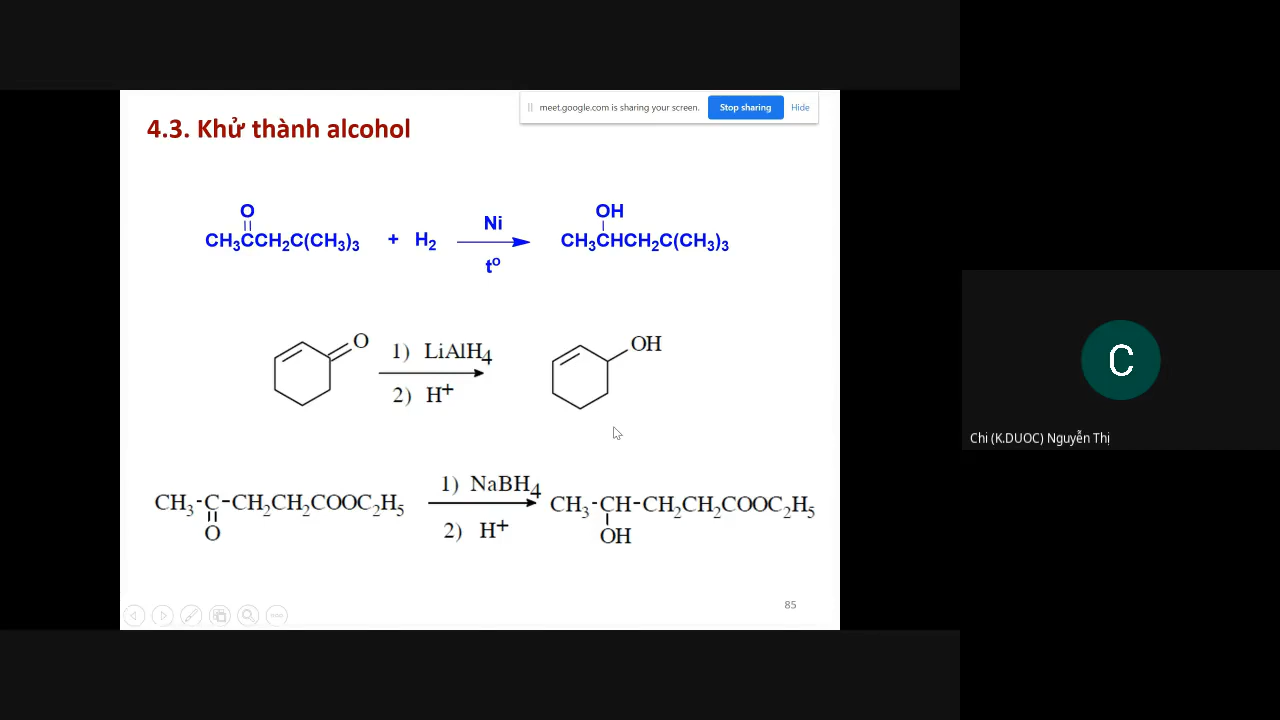 meet.google.com is sharing your screen. Stop sharing Hide
4.3. Khử thành alcohol
O
CH₃CCH₂C(CH₃)₃ + H₂ Ni t⁰
OH
CH₃CHCH₂C(CH₃)₃
O 1) LiAlH₄ OH
2) H⁺
CH₃-C-CH₂CH₂COOC₂H₅ 1) NaBH₄ CH₃-CH-CH₂CH₂COOC₂H₅
O 2) H⁺ OH
85
C
Chi (K.DUOC) Nguyễn Thị